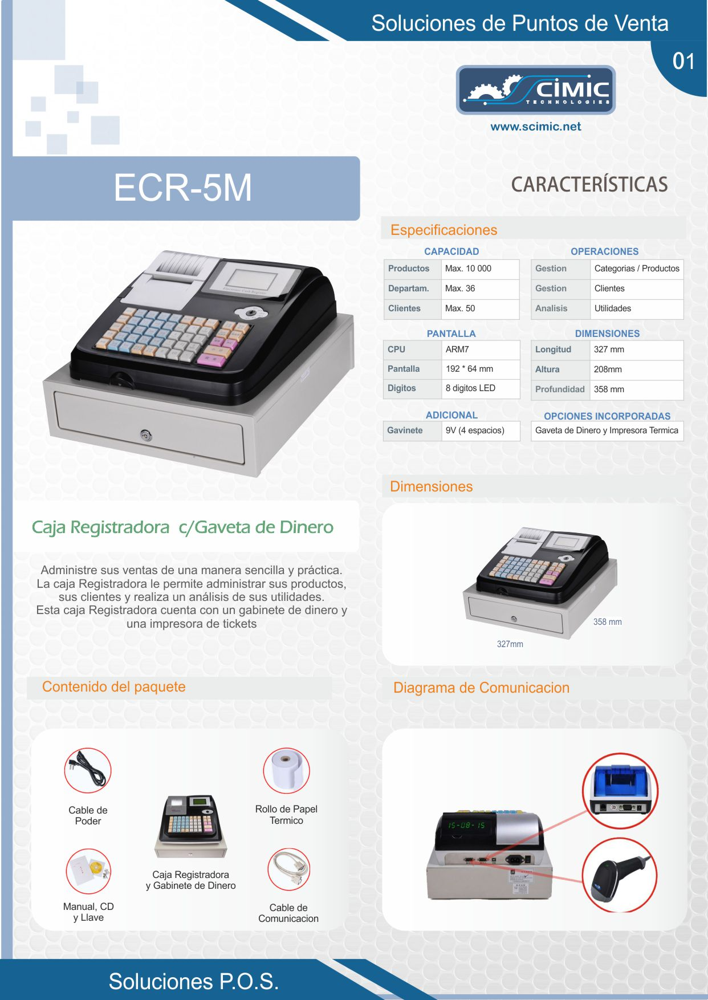 Soluciones de Puntos de Venta
01
SCiMiC
TECHNOLOGIES
www.scimic.net
ECR-5M
CARACTERÍSTICAS
Especificaciones
CAPACIDAD
Productos Max. 10 000
Departam. Max. 36
Clientes Max. 50
OPERACIONES
Gestion Categorias / Productos
Gestion Clientes
Analisis Utilidades
PANTALLA
CPU ARM7
Pantalla 192 * 64 mm
Digitos 8 digitos LED
DIMENSIONES
Longitud 327 mm
Altura 208mm
Profundidad 358 mm
ADICIONAL
Gavinete 9V (4 espacios)
OPCIONES INCORPORADAS
Gaveta de Dinero y Impresora Termica
Electronic Cash Register
Caja Registradora c/Gaveta de Dinero
Administre sus ventas de una manera sencilla y práctica.
La caja Registradora le permite administrar sus productos,
sus clientes y realiza un análisis de sus utilidades.
Esta caja Registradora cuenta con un gabinete de dinero y
una impresora de tickets
Dimensiones
358 mm
327mm
Contenido del paquete
Cable de
Poder
Rollo de Papel
Termico
Caja Registradora
y Gabinete de Dinero
Manual, CD
y Llave
Cable de
Comunicacion
Diagrama de Comunicacion
15-08-15
Soluciones P.O.S.